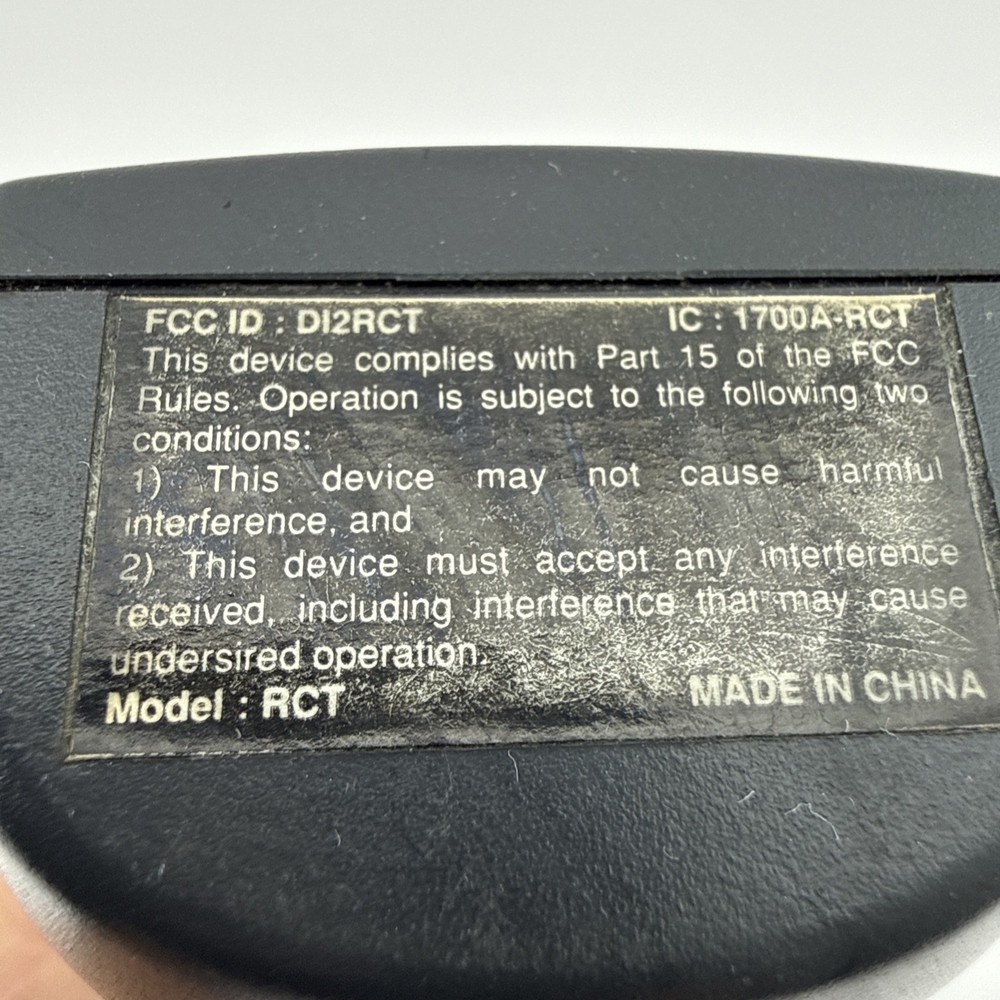 FCC ID : DI2RCT IC : 1700A-RCT
This device complies with Part 15 of the FCC
Rules. Operation is subject to the following two
conditions:
1) This device may not cause harmful
interference, and
2) This device must accept any interference
received, including interference that may cause
undersired operation.
Model : RCT MADE IN CHINA